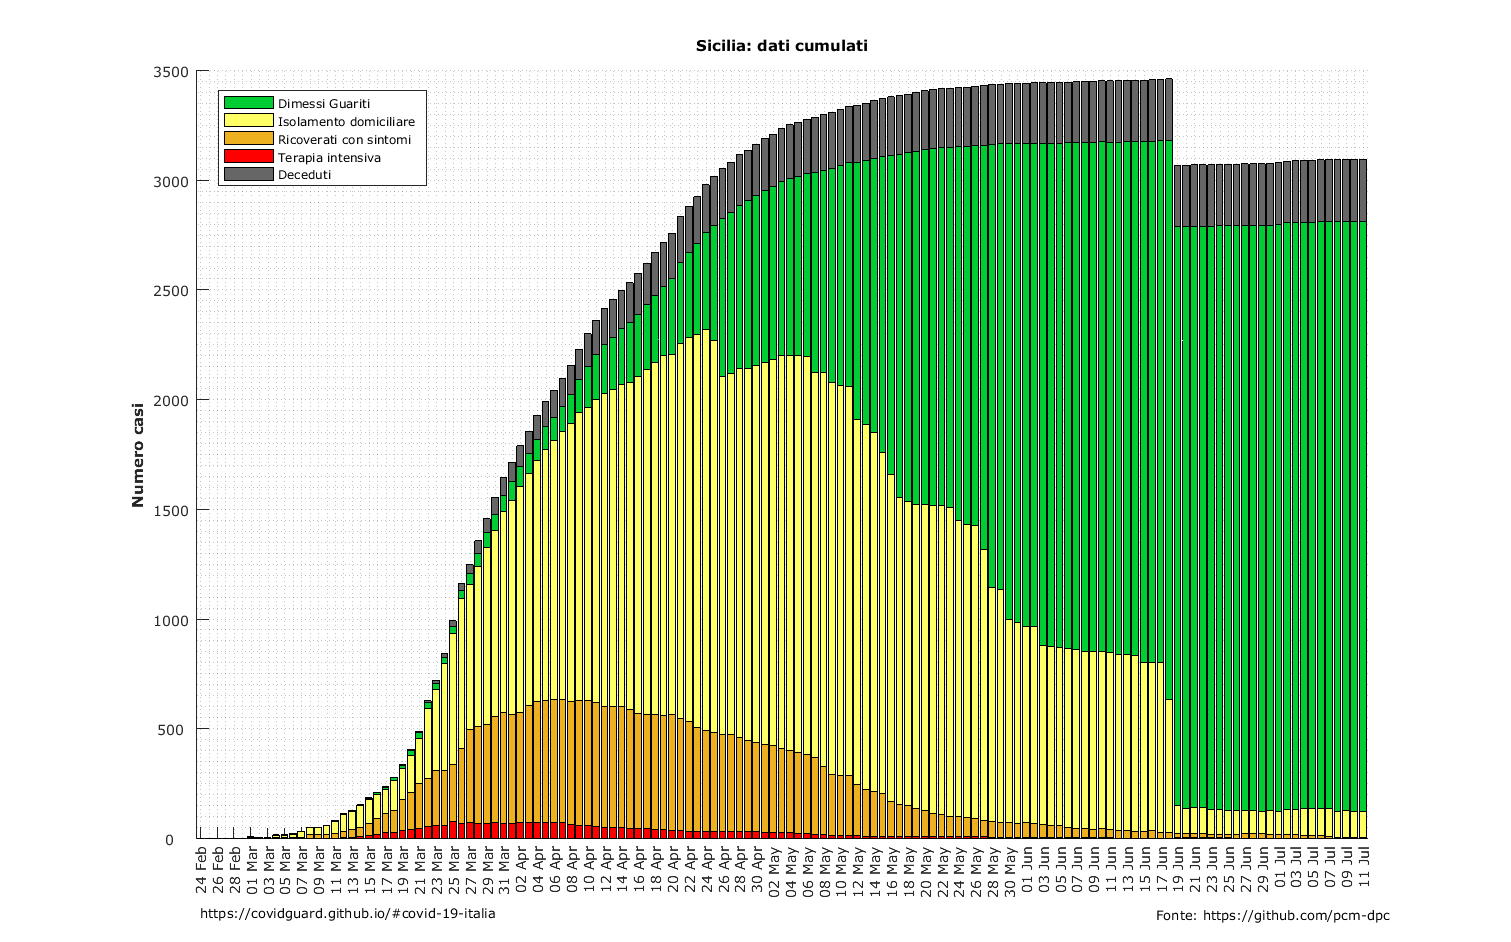 Sicilia: dati cumulati
3500
3000
2500
2000
1500
1000
500
0
Numero casi
Dimessi Guariti
Isolamento domiciliare
Ricoverati con sintomi
Terapia intensiva
Deceduti
24 Feb
26 Feb
28 Feb
01 Mar
03 Mar
05 Mar
07 Mar
09 Mar
11 Mar
13 Mar
15 Mar
17 Mar
19 Mar
21 Mar
23 Mar
25 Mar
27 Mar
29 Mar
31 Mar
02 Apr
04 Apr
06 Apr
08 Apr
10 Apr
12 Apr
14 Apr
16 Apr
18 Apr
20 Apr
22 Apr
24 Apr
26 Apr
28 Apr
30 Apr
02 May
04 May
06 May
08 May
10 May
12 May
14 May
16 May
18 May
20 May
22 May
24 May
26 May
28 May
30 May
01 Jun
03 Jun
05 Jun
07 Jun
09 Jun
11 Jun
13 Jun
15 Jun
17 Jun
19 Jun
21 Jun
23 Jun
25 Jun
27 Jun
29 Jun
01 Jul
03 Jul
05 Jul
07 Jul
09 Jul
11 Jul
https://covidguard.github.io/#covid-19-italia
Fonte: https://github.com/pcm-dpc